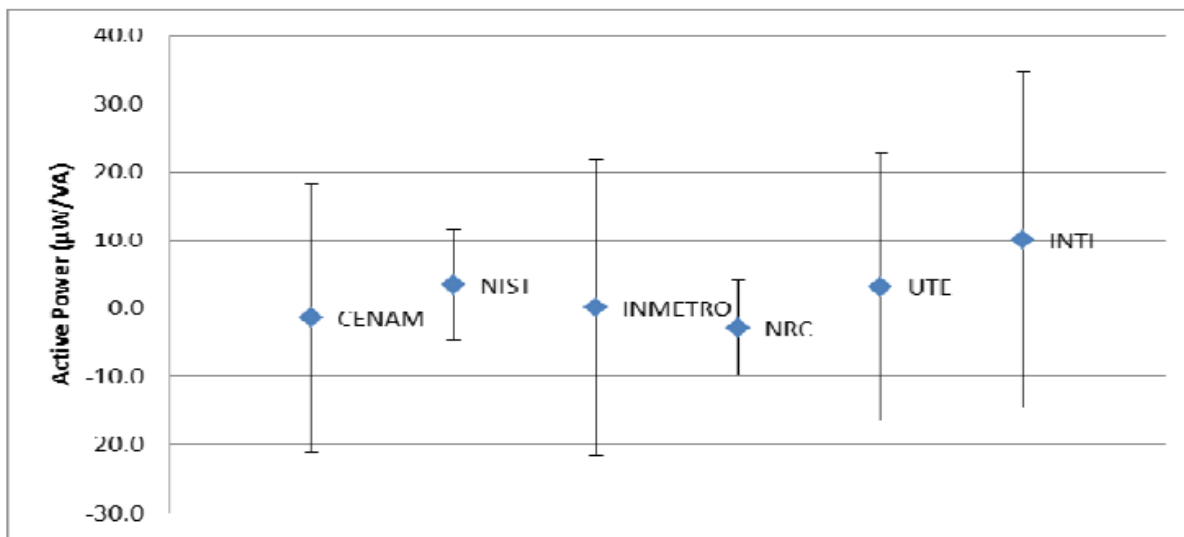 40.0
30.0
20.0
10.0
0.0
-10.0
20.0
-30.0
Active Power (µW/VA)
CENAM
NIST
INMETRO
NRC
UTE
INTI